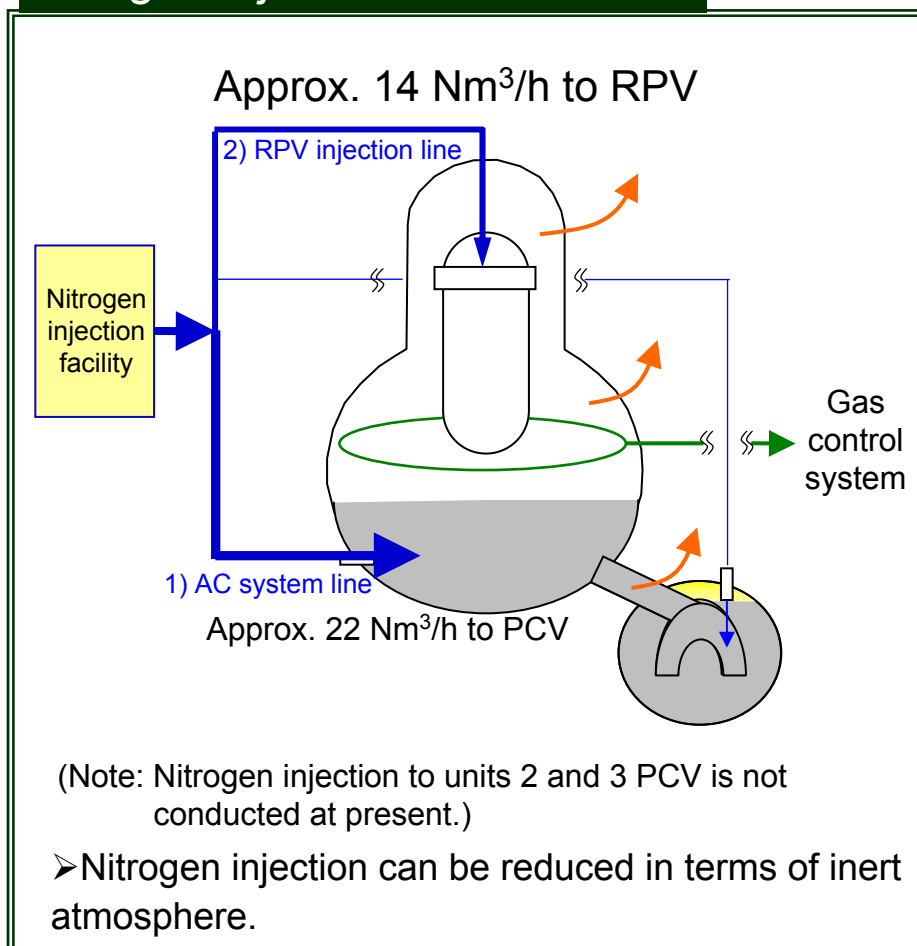 Approx. 14 Nm³/h to RPV
2) RPV injection line
Nitrogen
injection
facility
Gas
control
system
1) AC system line
Approx. 22 Nm³/h to PCV
(Note: Nitrogen injection to units 2 and 3 PCV is not
conducted at present.)
➢Nitrogen injection can be reduced in terms of inert
atmosphere.